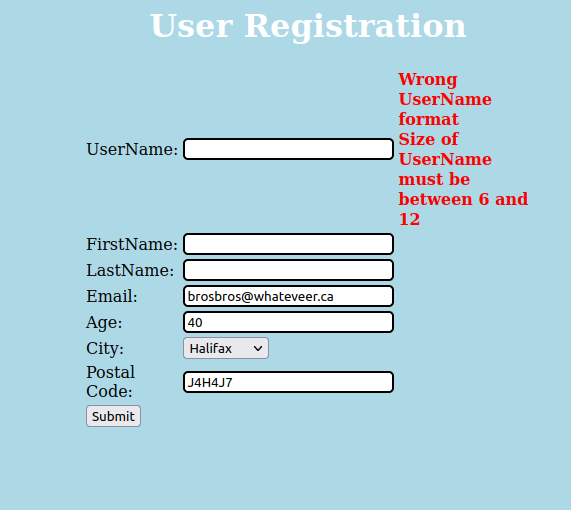 User Registration
Wrong
UserName
format
Size of
UserName
must be
between 6 and
12
UserName:
FirstName:
LastName:
Email: brosbros@whateveer.ca
Age: 40
City: Halifax
Postal
Code: J4H4J7
Submit